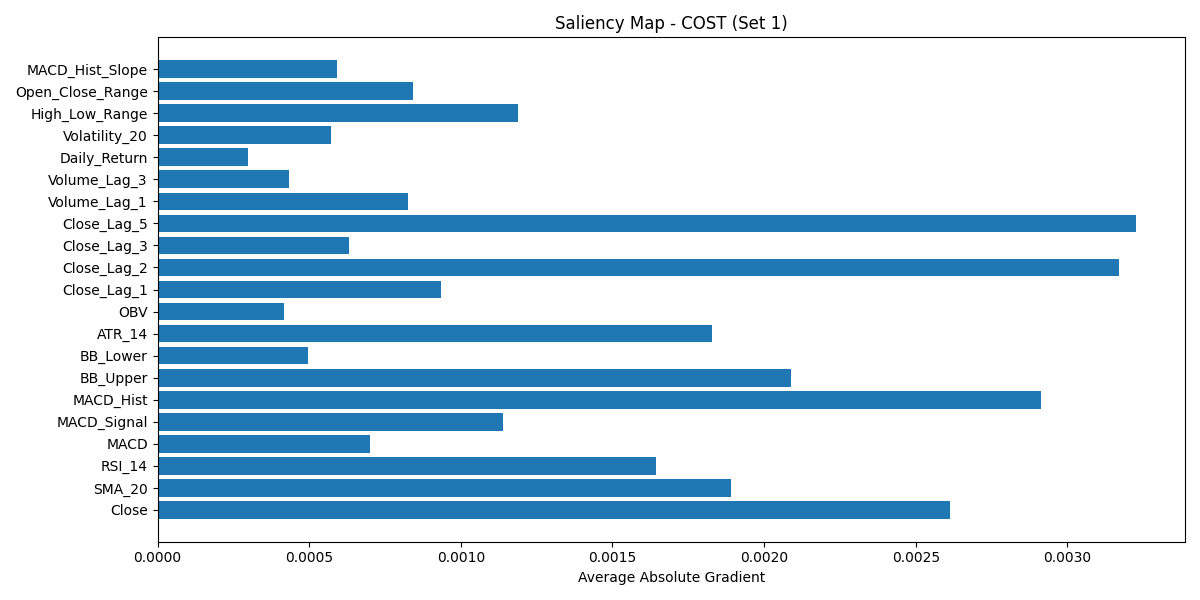 Saliency Map - COST (Set 1)
MACD_Hist_Slope
Open_Close_Range
High_Low_Range
Volatility_20
Daily_Return
Volume_Lag_3
Volume_Lag_1
Close_Lag_5
Close_Lag_3
Close_Lag_2
Close_Lag_1
OBV
ATR_14
BB_Lower
BB_Upper
MACD_Hist
MACD_Signal
MACD
RSI_14
SMA_20
Close
0.0000 0.0005 0.0010 0.0015 0.0020 0.0025 0.0030
Average Absolute Gradient